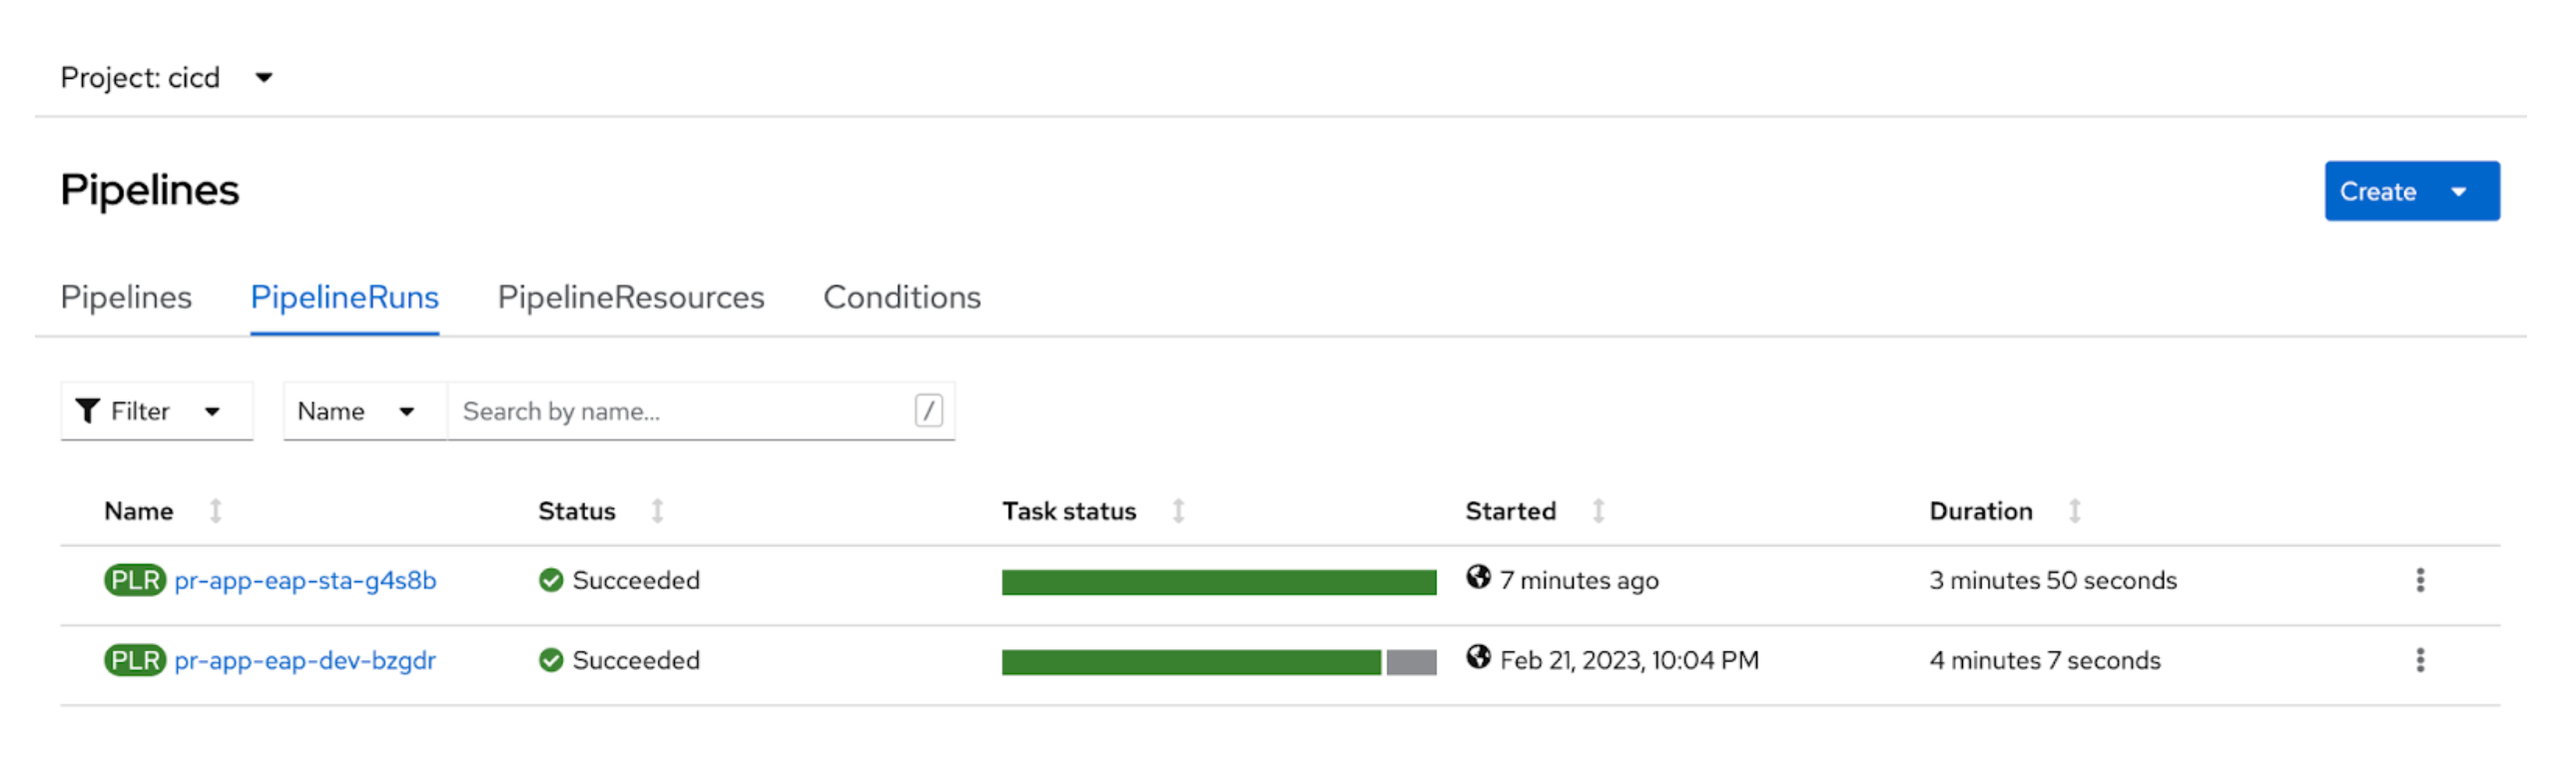 Project: cicd
Pipelines
Create
Pipelines PipelineRuns PipelineResources Conditions
Filter Name Search by name... /
Name Status Task status Started Duration
PLR pr-app-eap-sta-g4s8b Succeeded 7 minutes ago 3 minutes 50 seconds
PLR pr-app-eap-dev-bzgdr Succeeded Feb 21, 2023, 10:04 PM 4 minutes 7 seconds